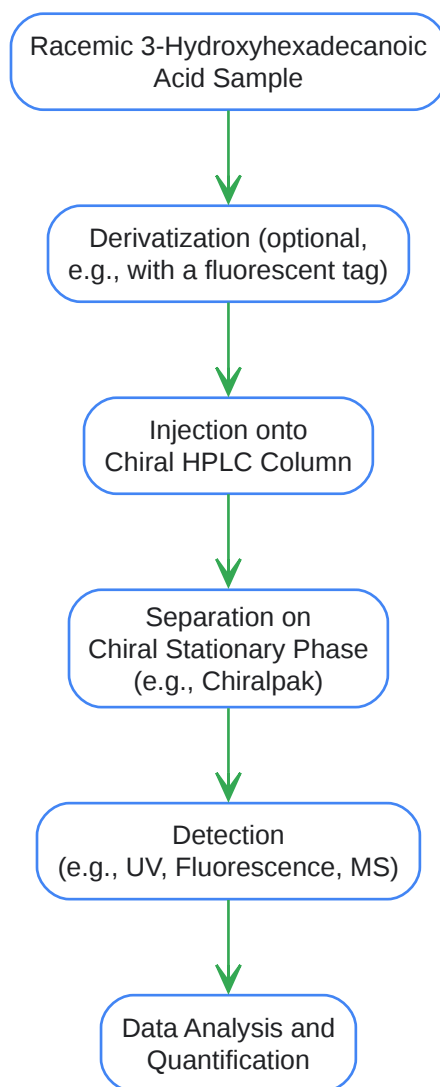 Racemic 3-Hydroxyhexadecanoic
Acid Sample
Derivatization (optional,
e.g., with a fluorescent tag)
Injection onto
Chiral HPLC Column
Separation on
Chiral Stationary Phase
(e.g., Chiralpak)
Detection
(e.g., UV, Fluorescence, MS)
Data Analysis and
Quantification